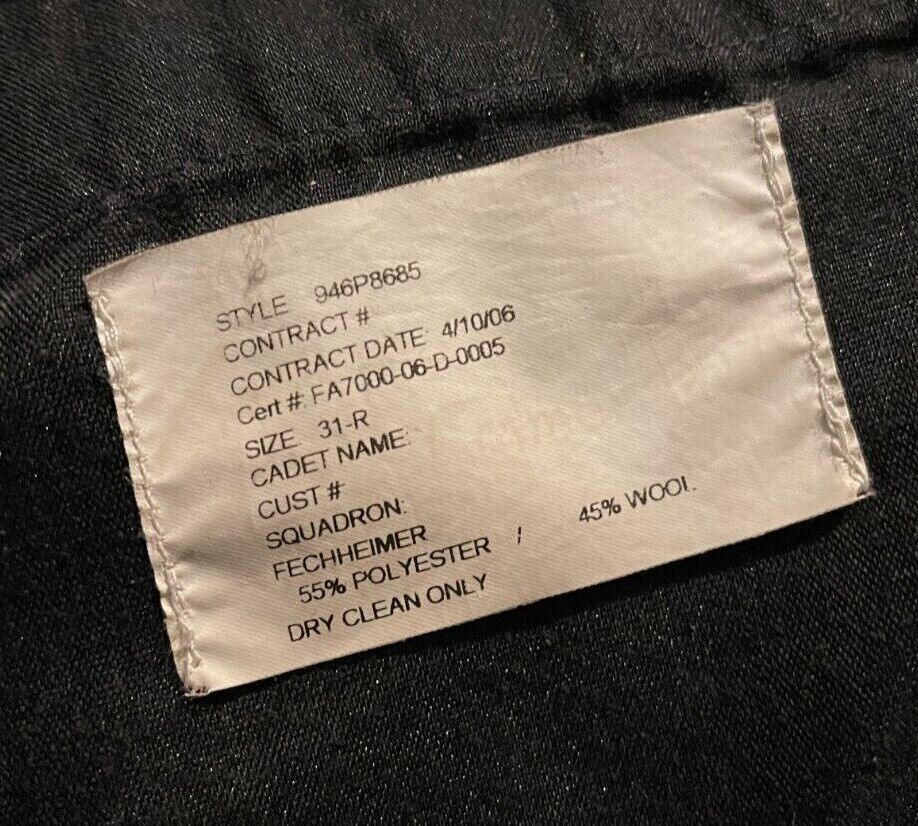 STYLE 946P8685
CONTRACT #
CONTRACT DATE: 4/10/06
Cert #: FA7000-06-D-0005
SIZE 31-R
CADET NAME:
CUST #
SQUADRON:
FECHHEIMER
55% POLYESTER / 45% WOOL
DRY CLEAN ONLY